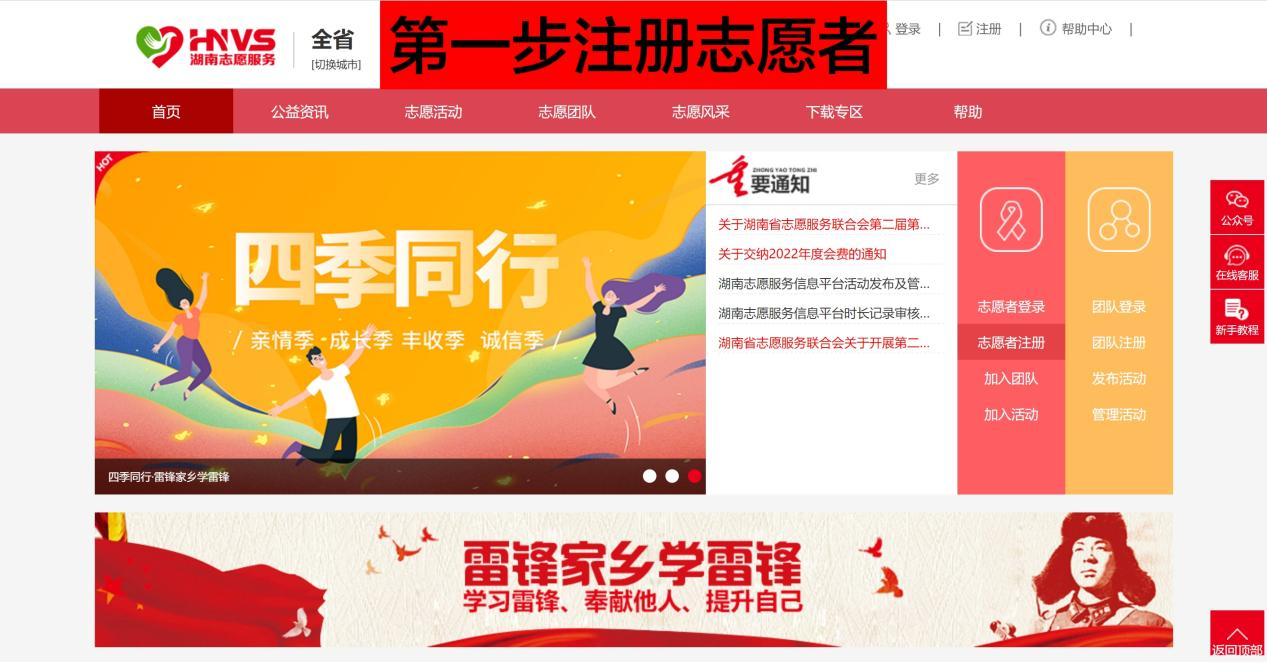 HNVS
湖南志愿服务
全省
[切换城市]
第一步注册志愿者
登录 | 注册 | 帮助中心 |
首页 公益资讯 志愿活动 志愿团队 志愿风采 下载专区 帮助
HOT
四季同行
/ 亲情季·成长季 丰收季 诚信季 /
四季同行·雷锋家乡学雷锋
重要通知
ZHONG YAO TONG ZHI
更多
关于湖南省志愿服务联合会第二届第...
关于交纳2022年度会费的通知
湖南志愿服务信息平台活动发布及管...
湖南志愿服务信息平台时长记录审核...
湖南省志愿服务联合会关于开展第二...
志愿者登录
志愿者注册
加入团队
加入活动
团队登录
团队注册
发布活动
管理活动
公众号
在线客服
新手教程
雷锋家乡学雷锋
学习雷锋、奉献他人、提升自己
返回顶部